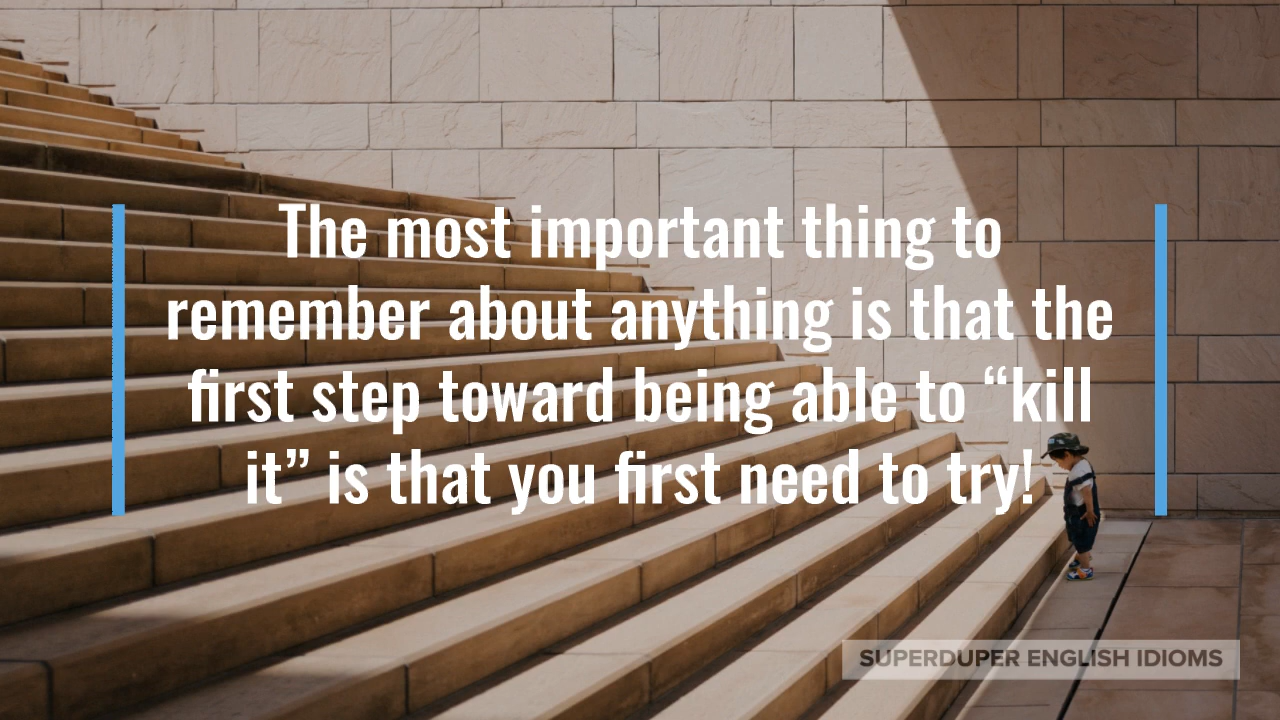 The most important thing to
remember about anything is that the
first step toward being able to “kill
it” is that you first need to try!
SUPERDUPER ENGLISH IDIOMS